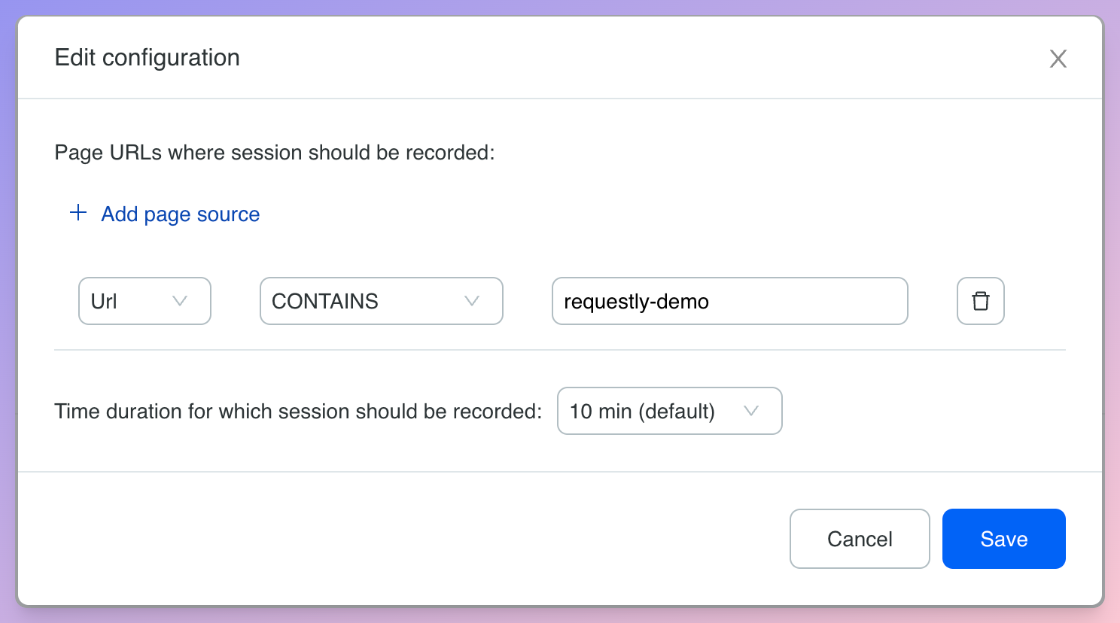 Edit configuration
Page URLs where session should be recorded:
Add page source
Url CONTAINS requestly-demo
Time duration for which session should be recorded: 10 min (default)
Cancel Save